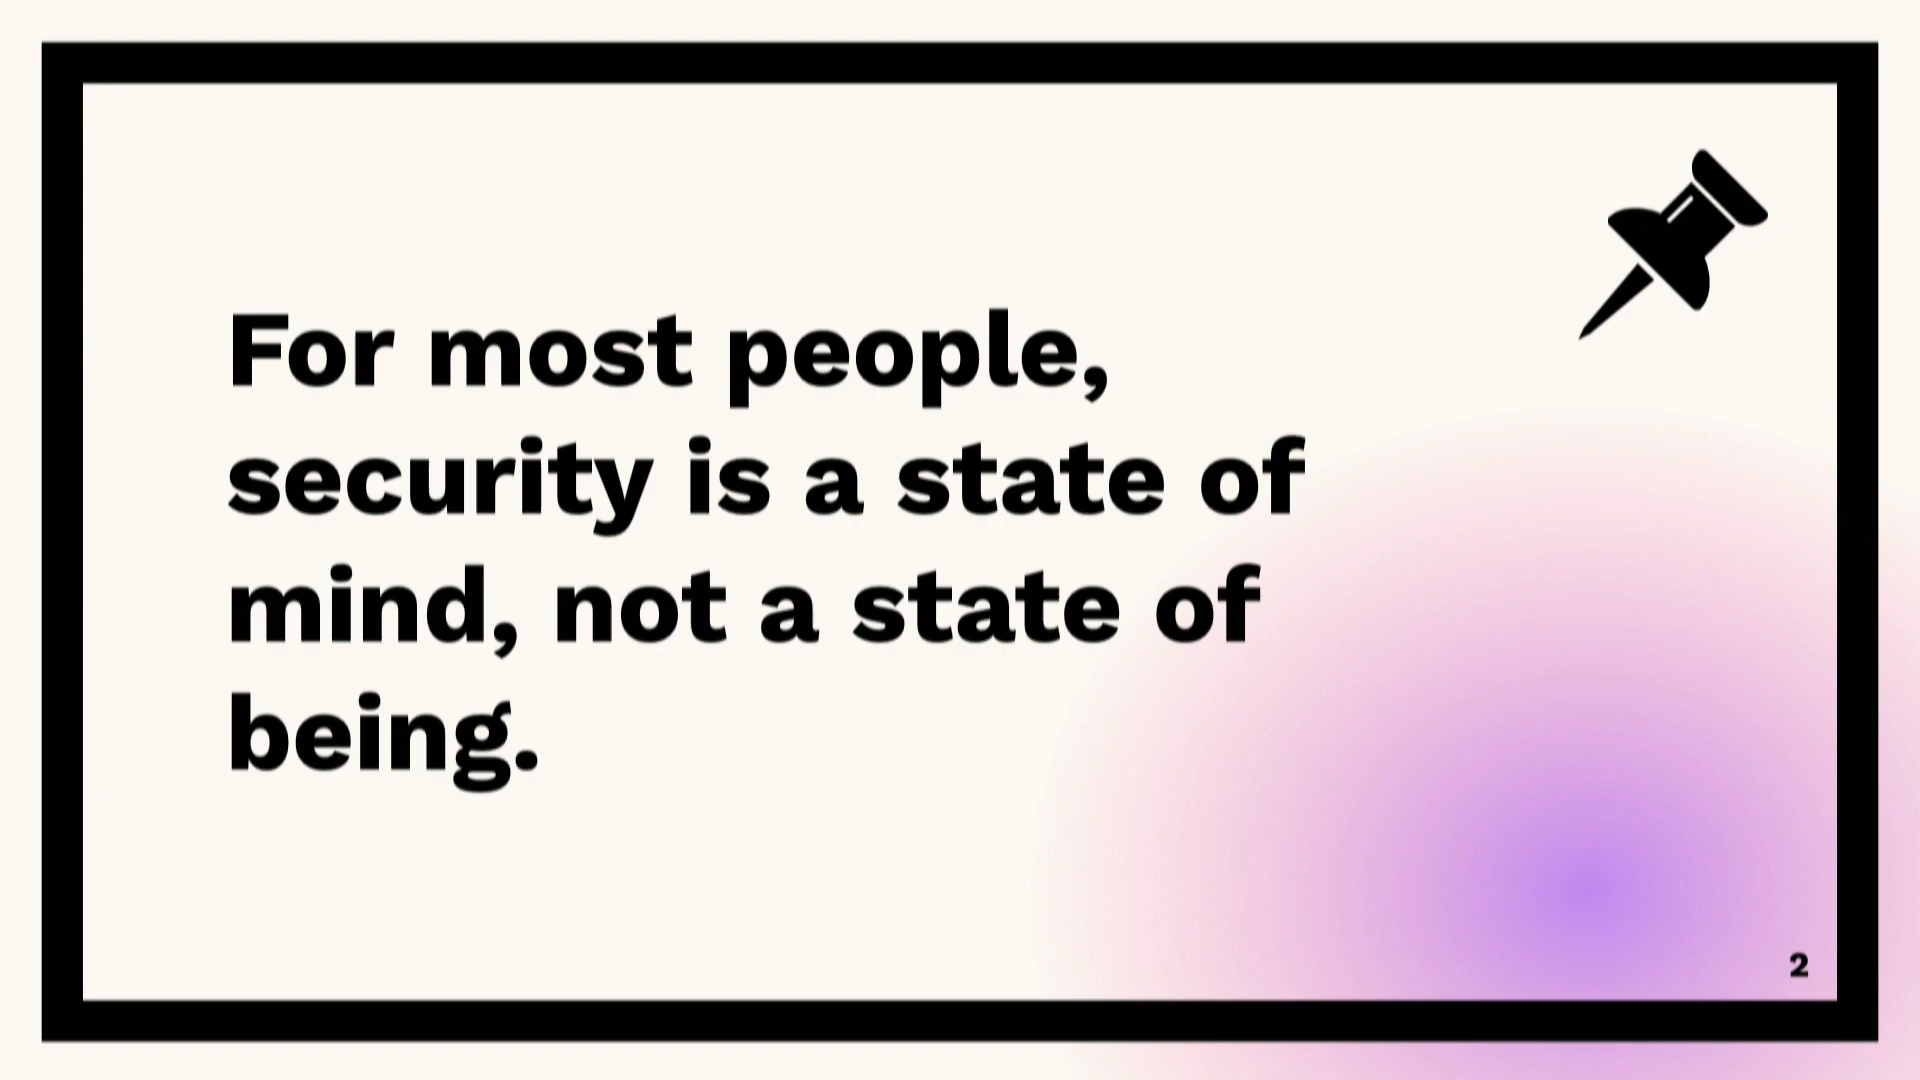 For most people,
security is a state of
mind, not a state of
being.
2